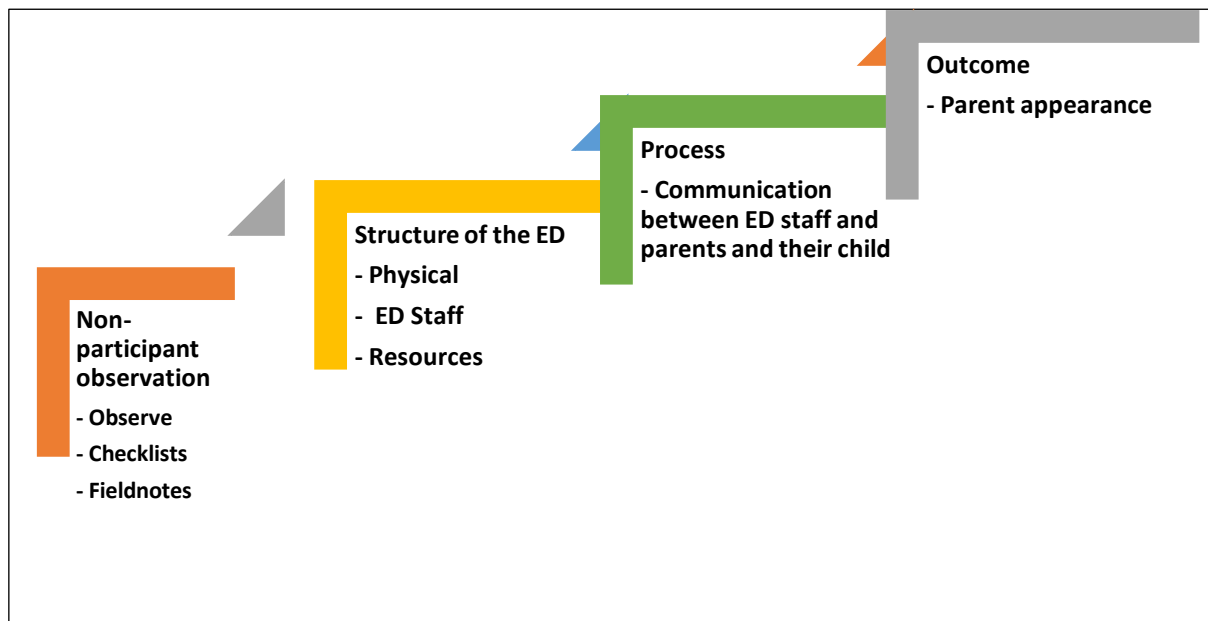 Non-
participant
observation
- Observe
- Checklists
- Fieldnotes
Structure of the ED
- Physical
- ED Staff
- Resources
Process
- Communication
between ED staff and
parents and their child
Outcome
- Parent appearance